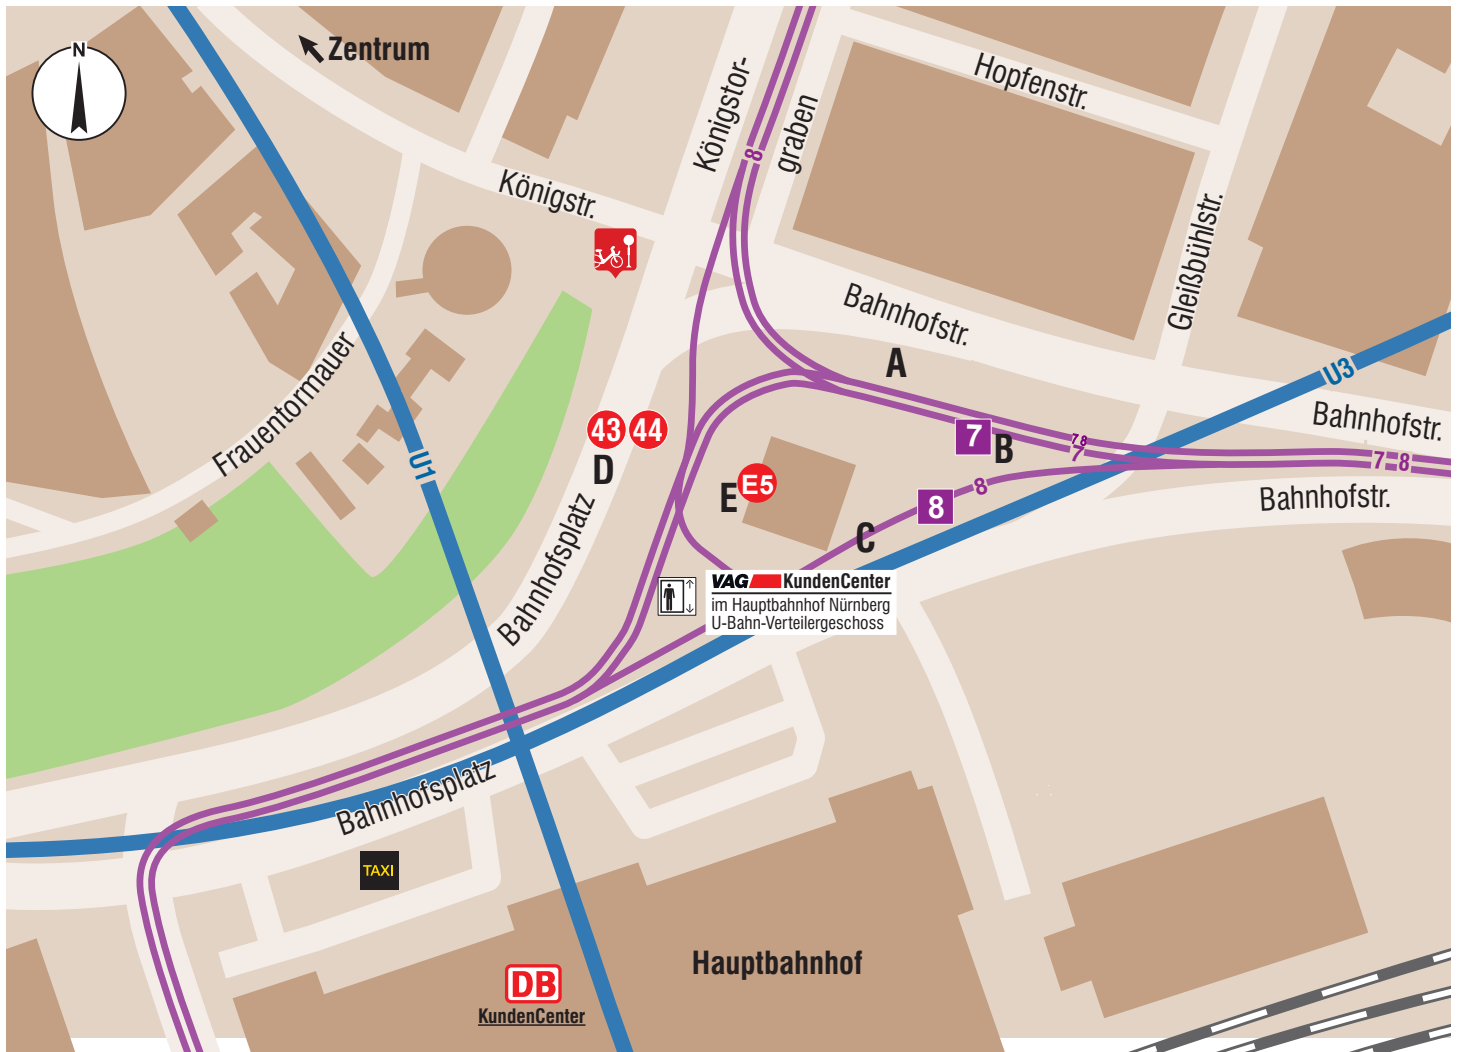 N
Zentrum
Königstor-
graben
8
Hopfenstr.
Königstr.
Gleißbühlstr.
Bahnhofstr.
A
U3
Frauentormauer
43 44
D
U1
7
B
7 8
7
Bahnhofstr.
7 8
E E5
8
8
C
Bahnhofstr.
Bahnhofsplatz
VAG KundenCenter
im Hauptbahnhof Nürnberg
U-Bahn-Verteilergeschoss
Bahnhofsplatz
TAXI
Hauptbahnhof
DB
KundenCenter